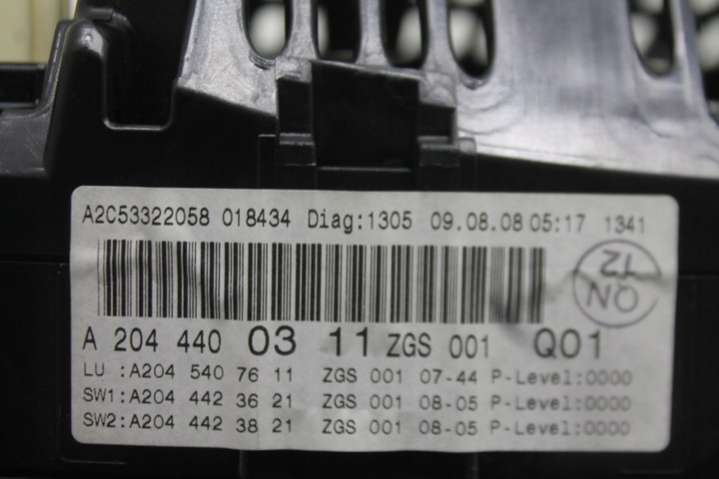 A2C53322058 018434 Diag:1305 09.08.08 05:17 1341
QN
12
A 204 440 03 11 ZGS 001 Q01
LU :A204 540 76 11 ZGS 001 07-44 P-Level:0000
SW1:A204 442 36 21 ZGS 001 08-05 P-Level:0000
SW2:A204 442 38 21 ZGS 001 08-05 P-Level:0000